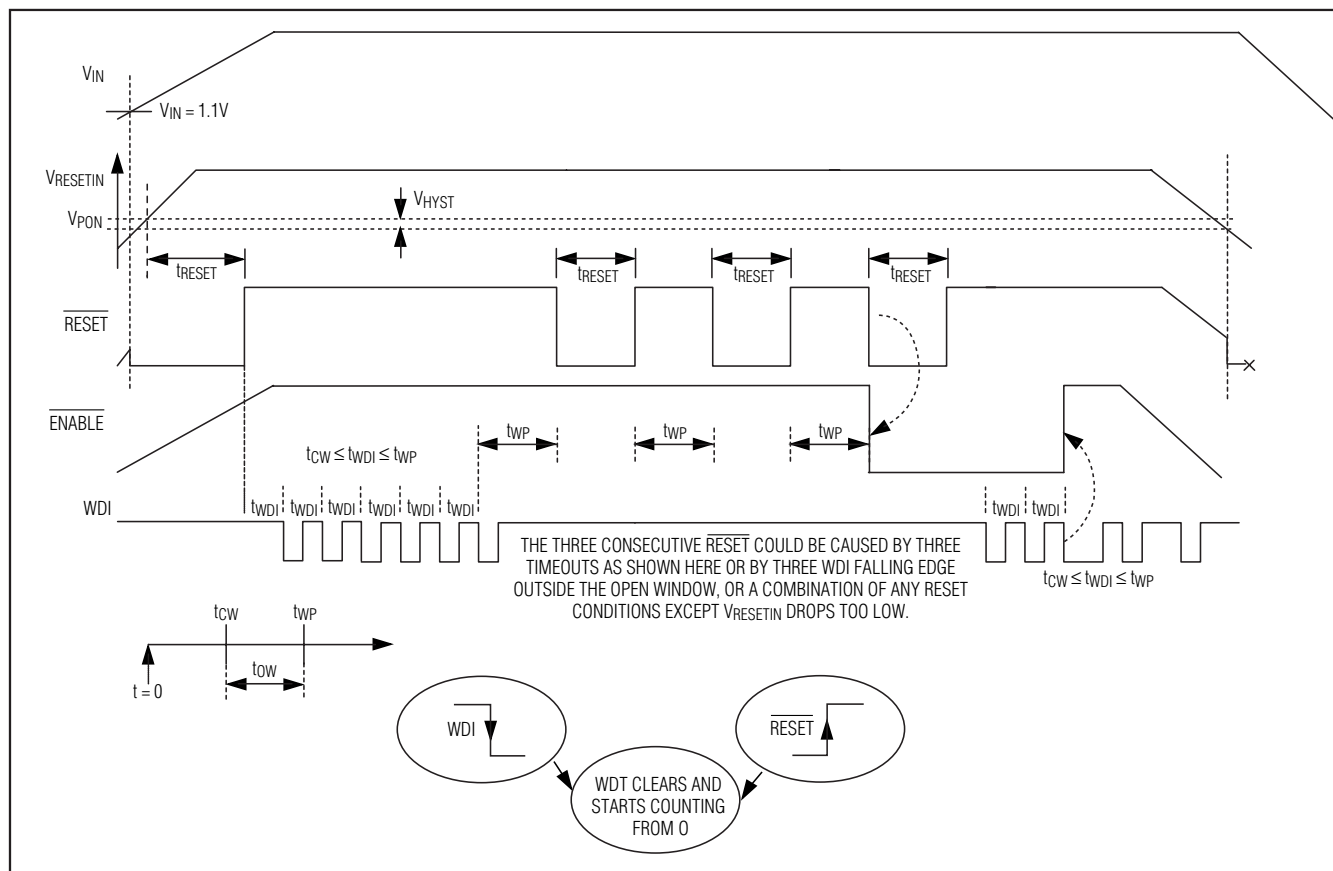 VIN
VIN = 1.1V
VRESETIN
VHYST
VPON
tRESET
tRESET
tRESET
tRESET
RESET
ENABLE
tWP
tWP
tWP
tCW ≤ tWDI ≤ tWP
WDI
tWDI
tWDI
tWDI
tWDI
tWDI
tWDI
tWDI
tWDI
THE THREE CONSECUTIVE RESET COULD BE CAUSED BY THREE
TIMEOUTS AS SHOWN HERE OR BY THREE WDI FALLING EDGE
OUTSIDE THE OPEN WINDOW, OR A COMBINATION OF ANY RESET
CONDITIONS EXCEPT VRESETIN DROPS TOO LOW.
tCW ≤ tWDI ≤ tWP
tCW
tWP
tOW
t = 0
WDI
RESET
WDT CLEARS AND
STARTS COUNTING
FROM 0